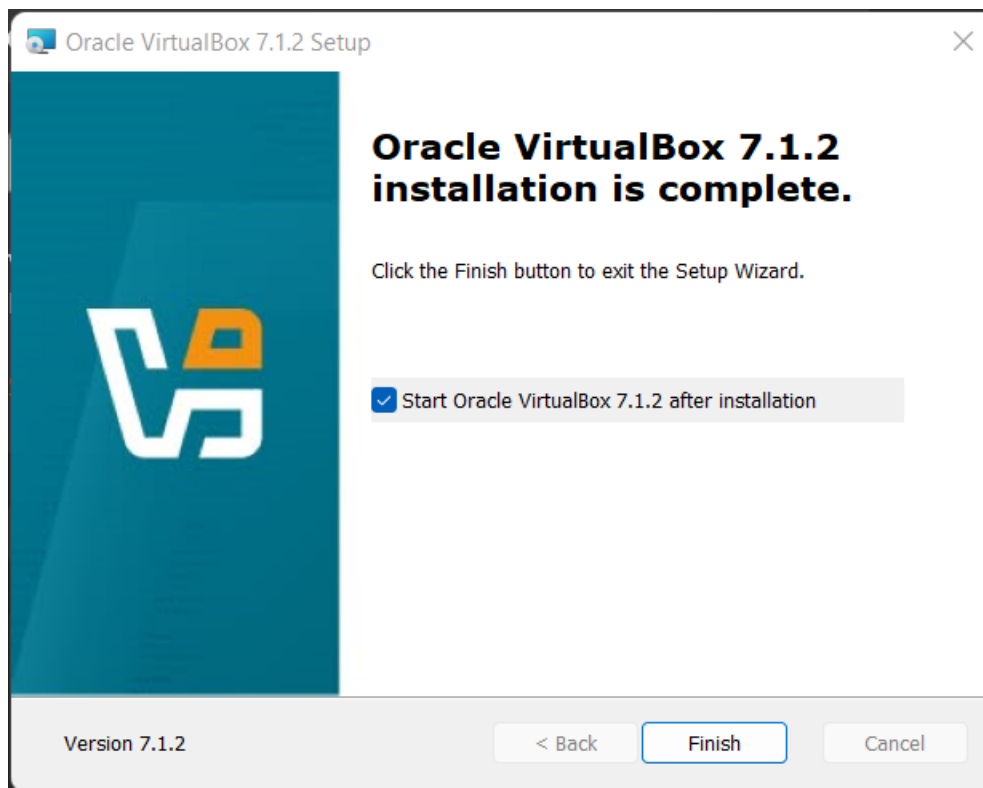 Oracle VirtualBox 7.1.2 Setup
Oracle VirtualBox 7.1.2
installation is complete.
Click the Finish button to exit the Setup Wizard.
Start Oracle VirtualBox 7.1.2 after installation
Version 7.1.2
< Back
Finish
Cancel